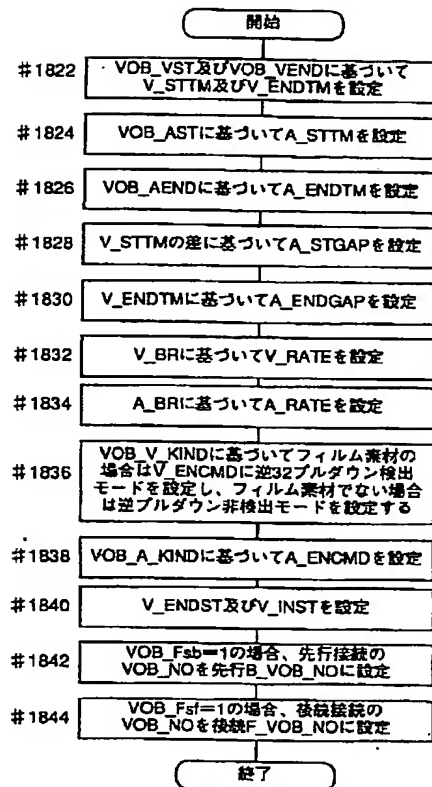 開始
#1822
VOB_VST及びVOB_VENDに基づいて
V_STTM及びV_ENDTMを設定
#1824
VOB_ASTに基づいてA_STTMを設定
#1826
VOB_AENDに基づいてA_ENDTMを設定
#1828
V_STTMの差に基づいてA_STGAPを設定
#1830
V_ENDTMに基づいてA_ENDGAPを設定
#1832
V_BRに基づいてV_RATEを設定
#1834
A_BRに基づいてA_RATEを設定
#1836
VOB_V_KINDに基づいてフィルム素材の
場合はV_ENCMDに逆32プルダウン検出
モードを設定し、フィルム素材でない場合
は逆プルダウン非検出モードを設定する
#1838
VOB_A_KINDに基づいてA_ENCMDを設定
#1840
V_ENDST及びV_INSTを設定
#1842
VOB_Fsb=1の場合、先行接続の
VOB_NOを先行B_VOB_NOに設定
#1844
VOB_Fsf=1の場合、後続接続の
VOB_NOを後続F_VOB_NOに設定
終了